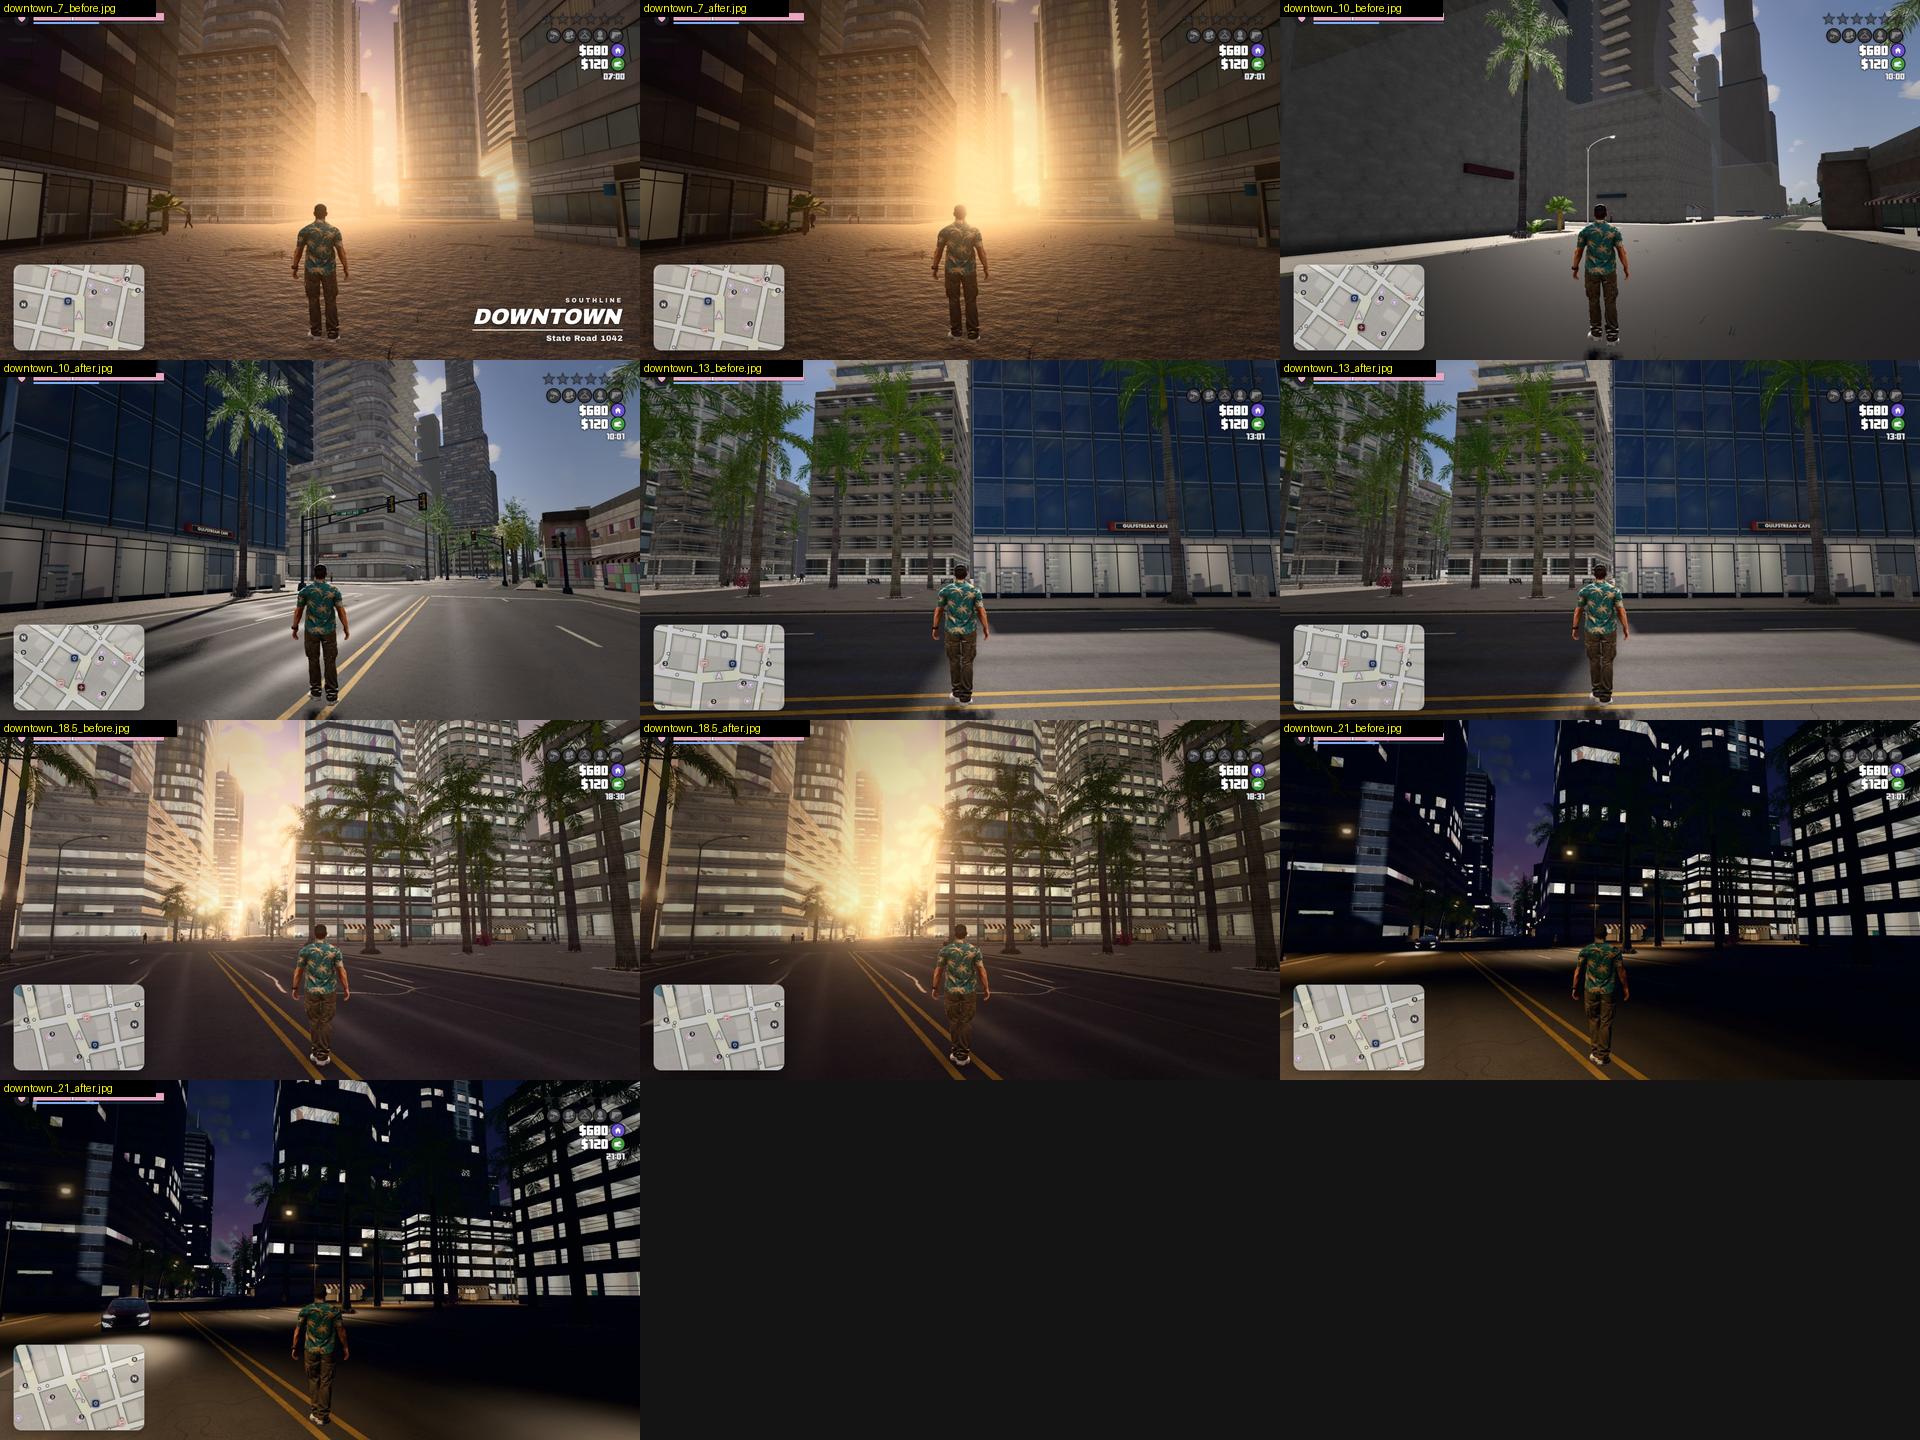 downtown_7_before.jpg
$680
$120
07:00
SOUTHLINE
DOWNTOWN
State Road 1042
downtown_7_after.jpg
$680
$120
07:01
downtown_10_before.jpg
$680
$120
10:00
downtown_10_after.jpg
$680
$120
10:01
GULFSTREAM CAFE
downtown_13_before.jpg
$680
$120
13:01
GULFSTREAM CAFE
downtown_13_after.jpg
$680
$120
13:01
GULFSTREAM CAFE
downtown_18.5_before.jpg
$680
$120
18:30
downtown_18.5_after.jpg
$680
$120
18:31
downtown_21_before.jpg
$680
$120
21:01
downtown_21_after.jpg
$680
$120
21:01